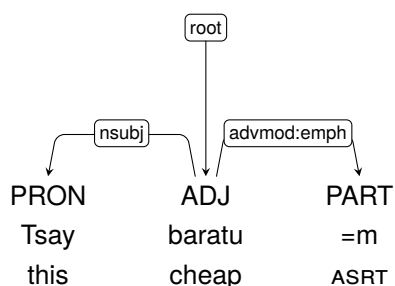 root
nsubj advmod:emph
PRON ADJ PART
Tsay baratu =m
this cheap ASRT